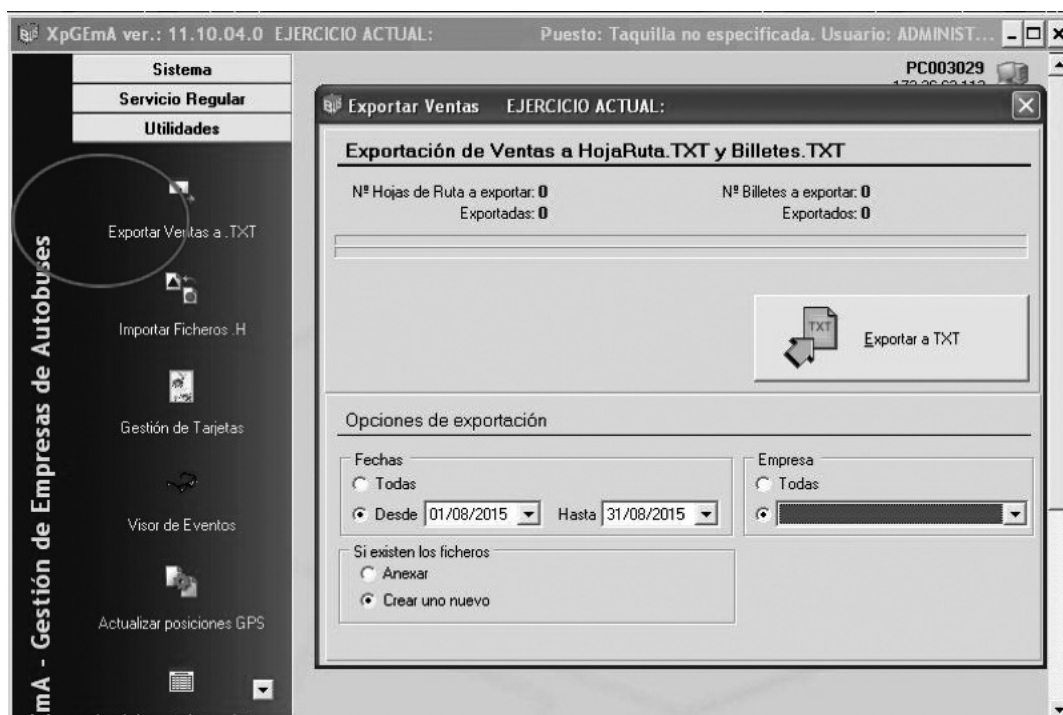 XpGEmA ver.: 11.10.04.0 EJERCICIO ACTUAL: Puesto: Taquilla no especificada. Usuario: ADMINIST...
Sistema
Servicio Regular
Utilidades
Exportar Ventas a .TXT
Importar Ficheros .H
Gestión de Tarjetas
Visor de Eventos
Actualizar posiciones GPS
mA - Gestión de Empresas de Autobuses
PC003029
Exportar Ventas EJERCICIO ACTUAL:
Exportación de Ventas a HojaRuta.TXT y Billetes.TXT
Nº Hojas de Ruta a exportar: 0 Nº Billetes a exportar: 0
Exportadas: 0 Exportados: 0
TXT
Exportar a TXT
Opciones de exportación
Fechas
Todas
Desde 01/08/2015 Hasta 31/08/2015
Empresa
Todas
Si existen los ficheros
Anexar
Crear uno nuevo